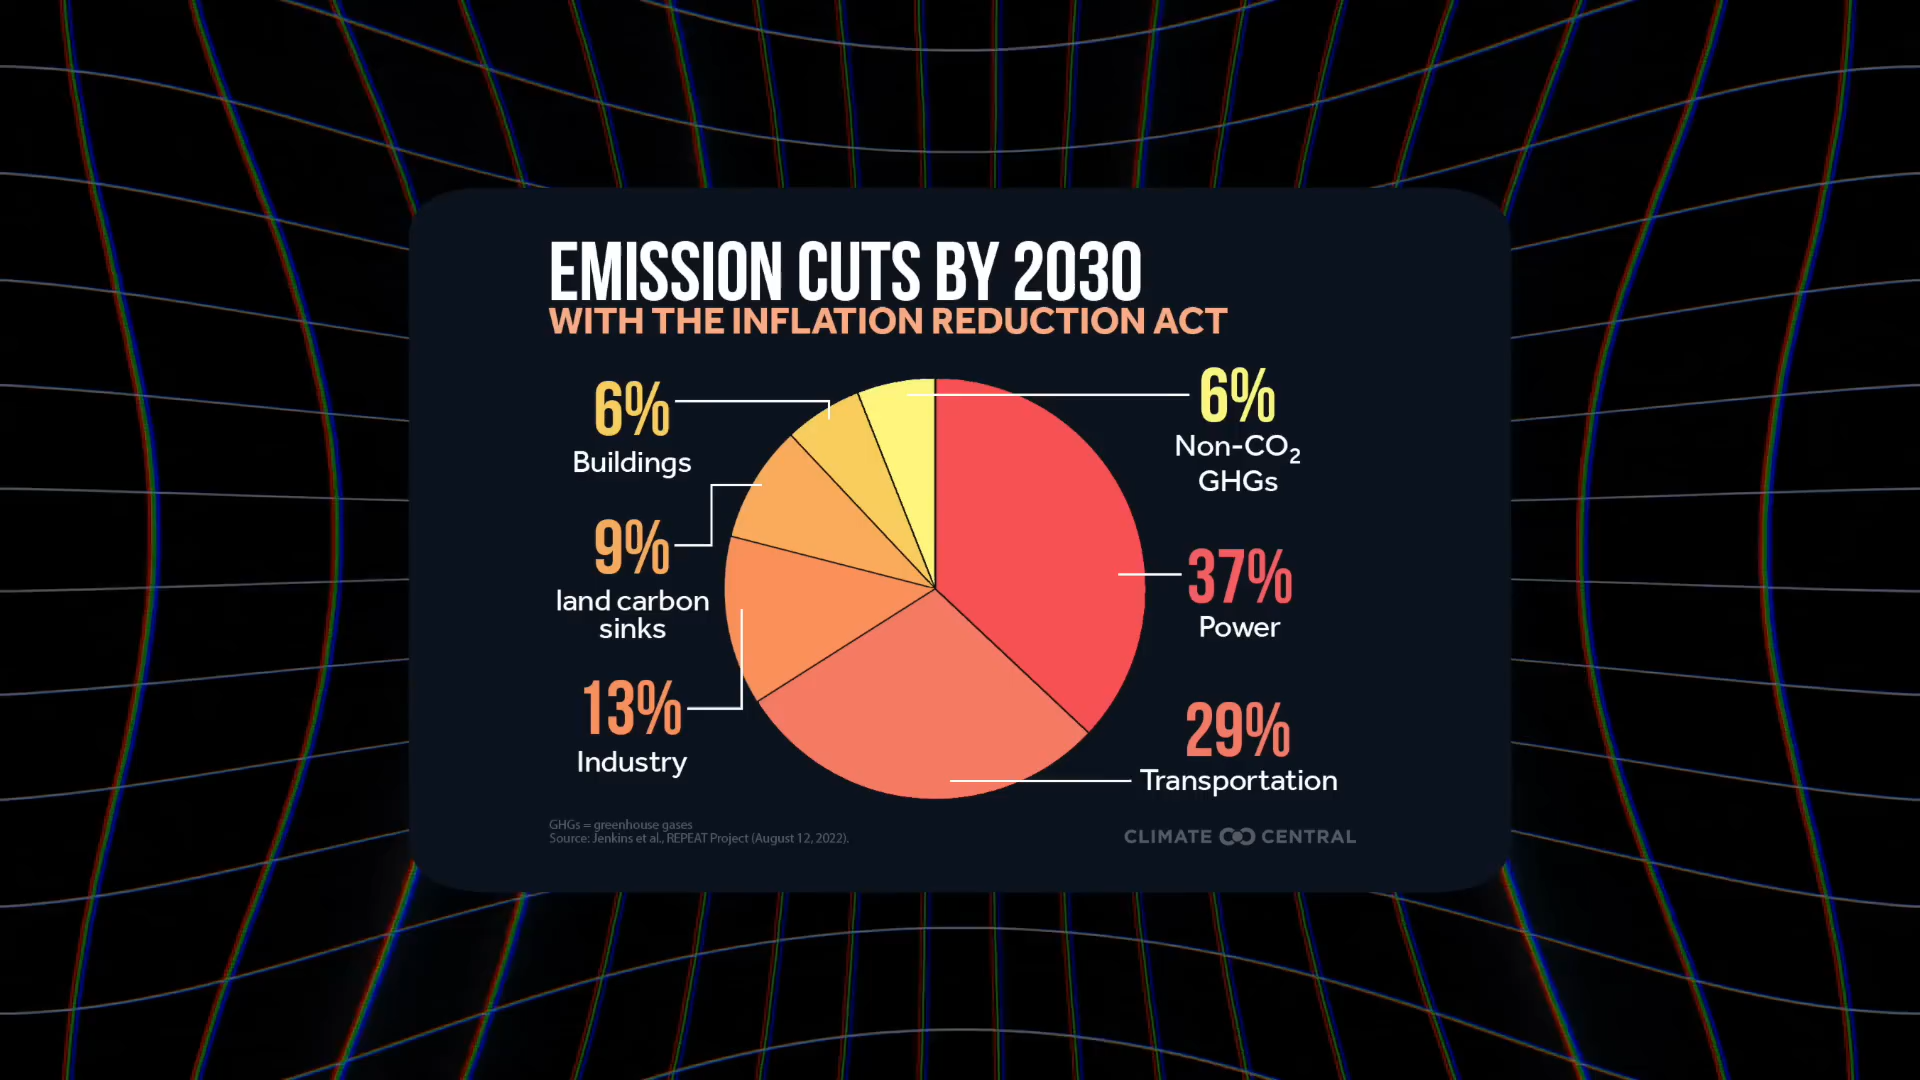 EMISSION CUTS BY 2030
WITH THE INFLATION REDUCTION ACT
6%
Buildings
9%
land carbon
sinks
13%
Industry
6%
Non-CO₂
GHGs
37%
Power
29%
Transportation
GHGs = greenhouse gases
Source: Jenkins et al., REPEAT Project (August 12, 2022).
CLIMATE CENTRAL